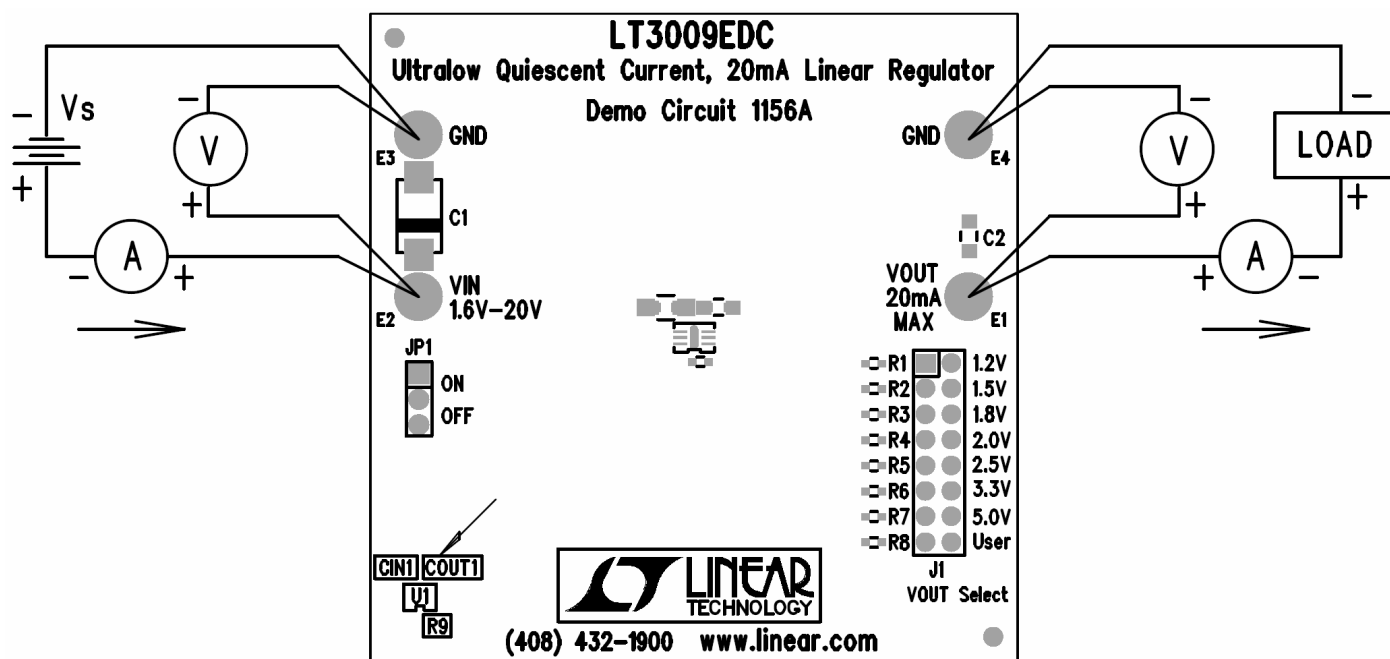 LT3009EDC
Ultralow Quiescent Current, 20mA Linear Regulator
Demo Circuit 1156A
- Vs
+
-
V
+
- A +
GND
E3
C1
VIN
1.6V-20V
E2
JP1
ON
OFF
GND
E4
C2
VOUT
20mA
MAX
E1
-
V
+
-
LOAD
+
+ A -
R1 1.2V
R2 1.5V
R3 1.8V
R4 2.0V
R5 2.5V
R6 3.3V
R7 5.0V
R8 User
J1
VOUT Select
CIN1 COUT1
U1
R9
LT LINEAR
TECHNOLOGY
(408) 432-1900 www.linear.com